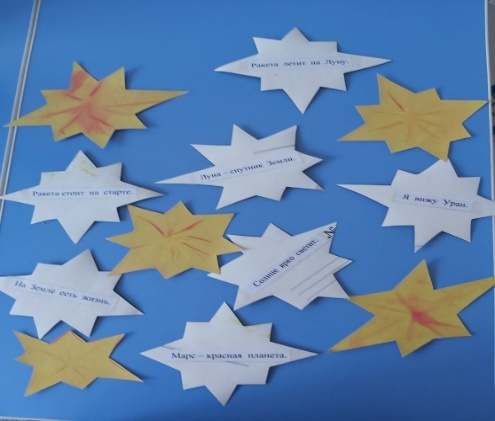 Ракета летит на Луну.
Луна – спутник Земли.
Ракета стоит на старте.
Я вижу Уран.
Солнце ярко светит.
На Земле есть жизнь.
Марс – красная планета.